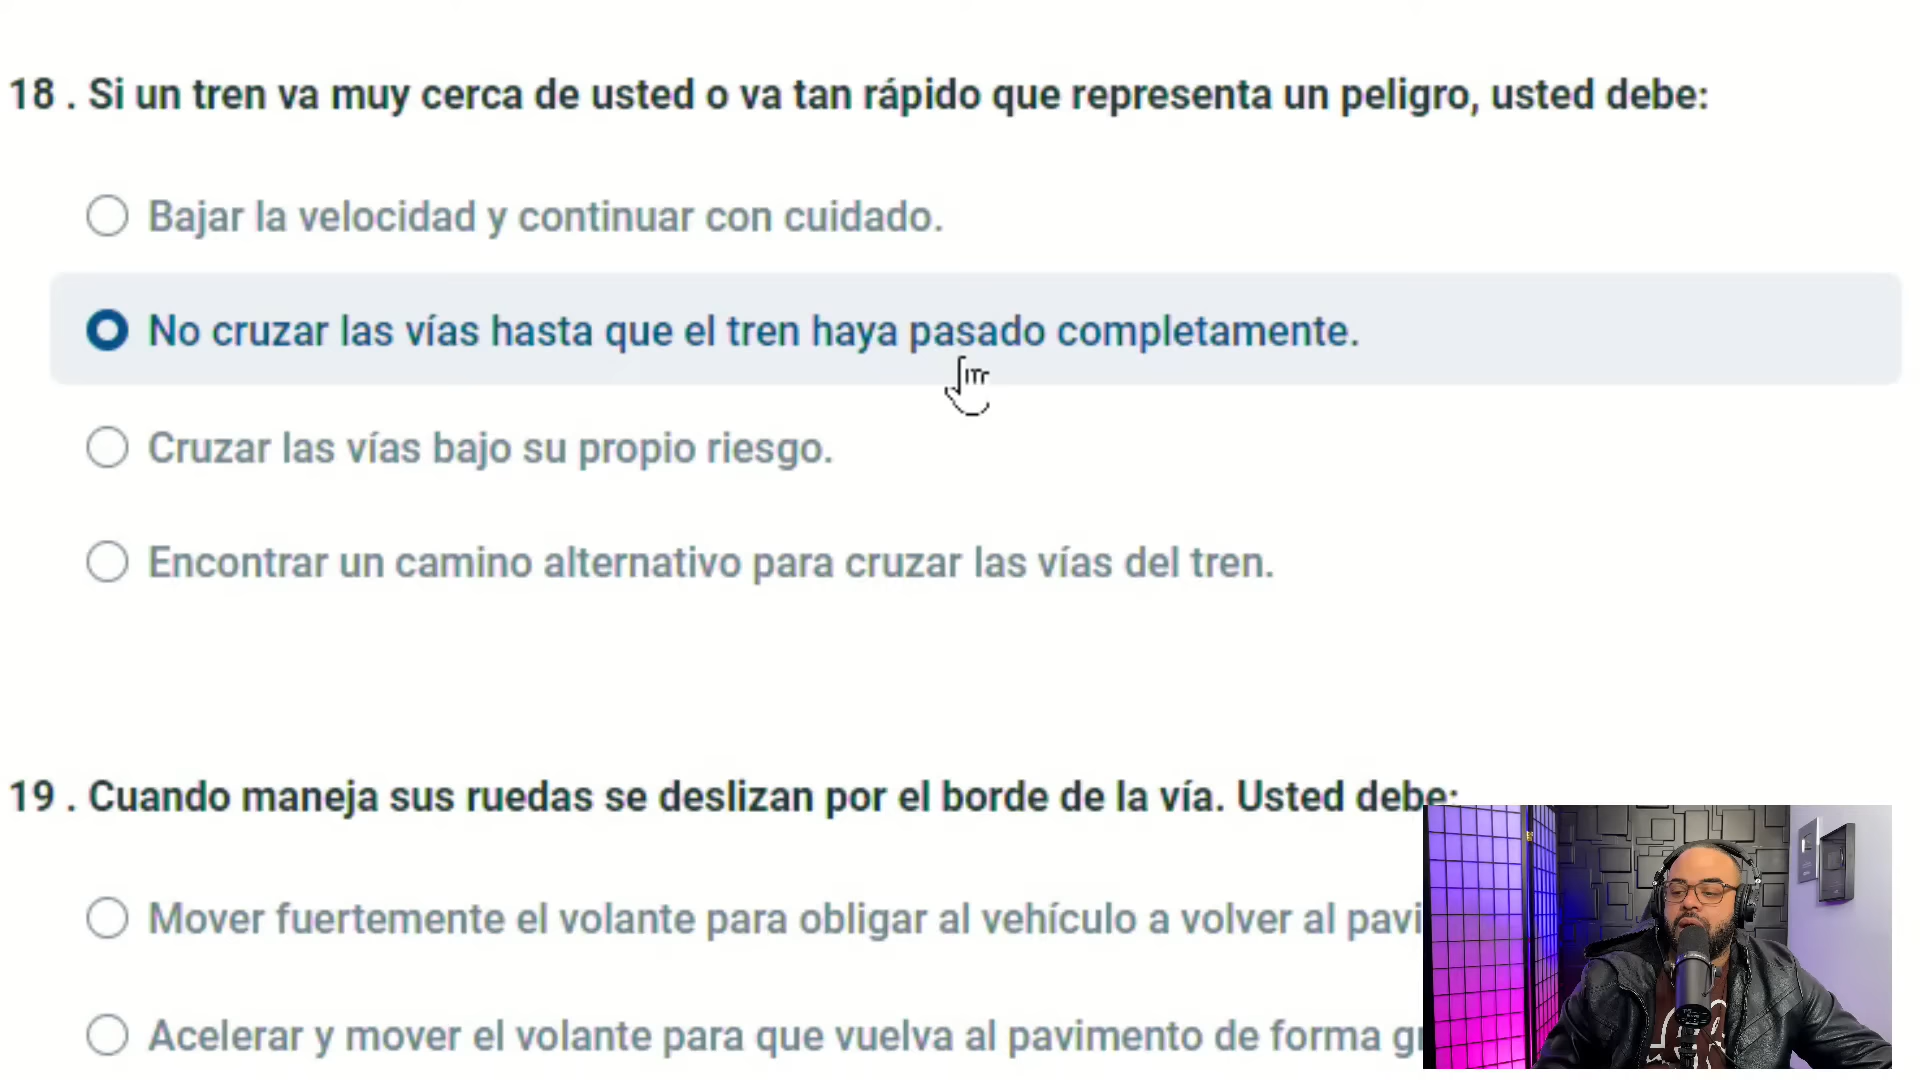 18 . Si un tren va muy cerca de usted o va tan rápido que representa un peligro, usted debe:
Bajar la velocidad y continuar con cuidado.
No cruzar las vías hasta que el tren haya pasado completamente.
Cruzar las vías bajo su propio riesgo.
Encontrar un camino alternativo para cruzar las vías del tren.
19 . Cuando maneja sus ruedas se deslizan por el borde de la vía. Usted debe:
Mover fuertemente el volante para obligar al vehículo a volver al pavi
Acelerar y mover el volante para que vuelva al pavimento de forma